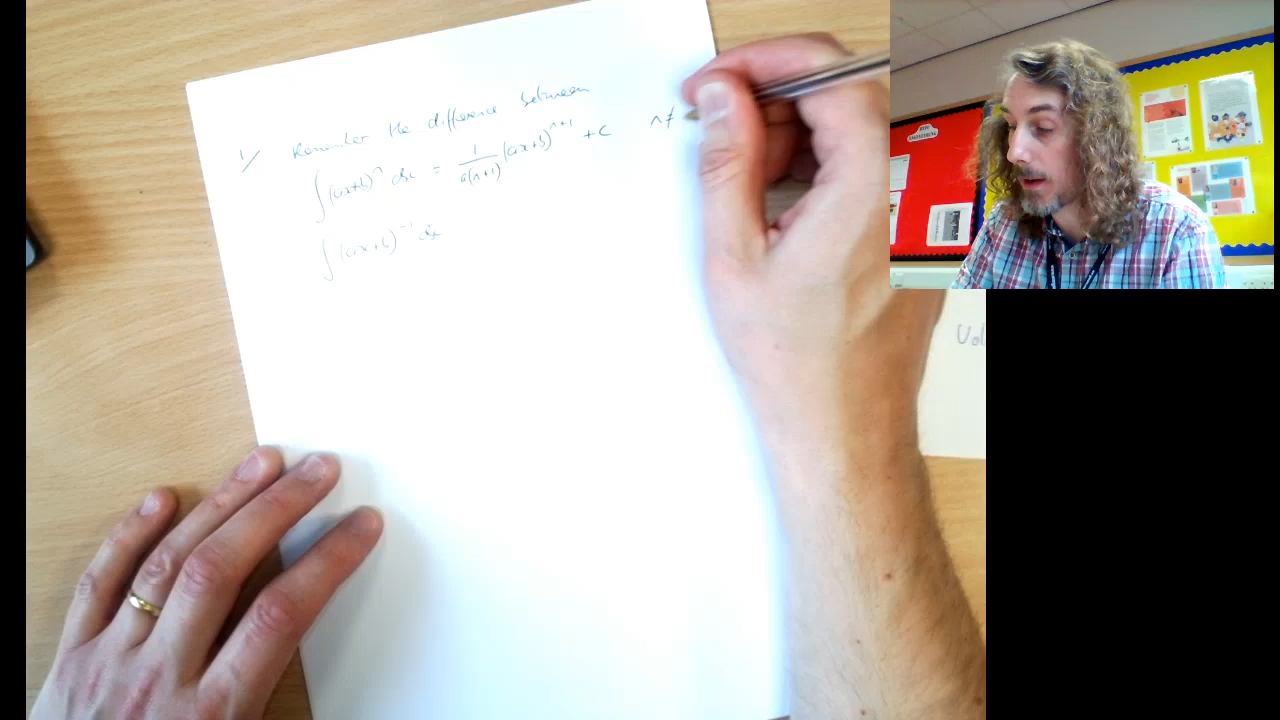 1/ Remember the difference between
∫(ax+b)^n dx = 1/a(n+1) (ax+b)^(n+1) + c n≠
∫(ax+b)^-1 dx